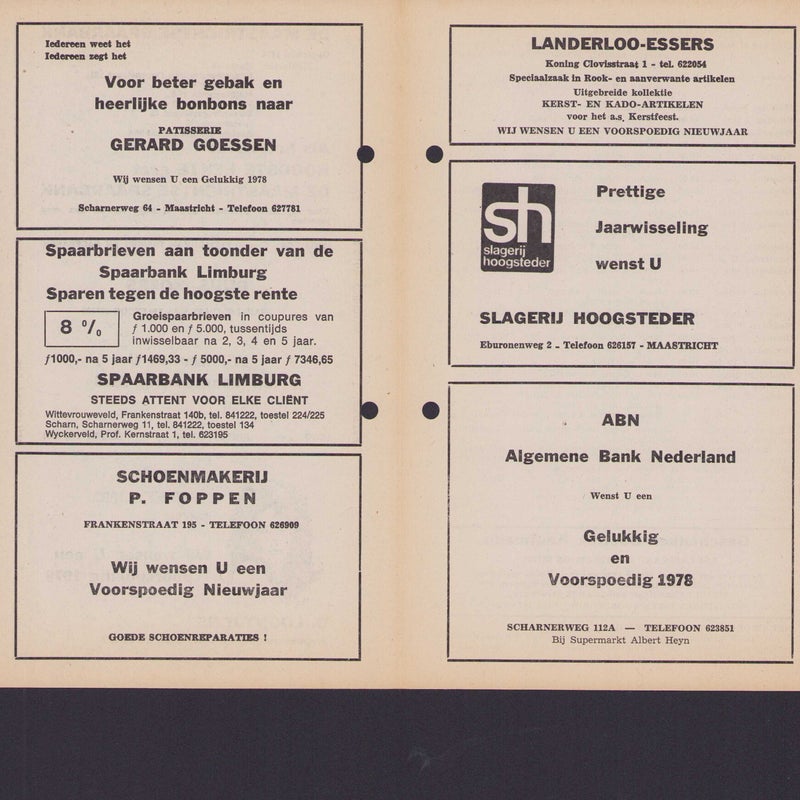 Iedereen weet het
Iedereen zegt het
Voor beter gebak en
heerlijke bonbons naar
PATISSERIE
GERARD GOESSEN
Wij wensen U een Gelukkig 1978
Scharnerweg 64 - Maastricht - Telefoon 627781
Spaarbrieven aan toonder van de
Spaarbank Limburg
Sparen tegen de hoogste rente
8 %
Groeispaarbrieven in coupures van
ƒ 1.000 en ƒ 5.000, tussentijds
inwisselbaar na 2, 3, 4 en 5 jaar.
ƒ1000,- na 5 jaar ƒ1469,33 - ƒ 5000,- na 5 jaar ƒ 7346,65
SPAARBANK LIMBURG
STEEDS ATTENT VOOR ELKE CLIËNT
Wittevrouweveld, Frankenstraat 140b, tel. 841222, toestel 224/225
Scharn, Scharnerweg 11, tel. 841222, toestel 134
Wyckerveld, Prof. Kernstraat 1, tel. 623195
SCHOENMAKERIJ
P. FOPPEN
FRANKENSTRAAT 195 - TELEFOON 626909
Wij wensen U een
Voorspoedig Nieuwjaar
GOEDE SCHOENREPARATIES !
LANDERLOO-ESSERS
Koning Clovisstraat 1 - tel. 622054
Speciaalzaak in Rook- en aanverwante artikelen
Uitgebreide kollektie
KERST- EN KADO-ARTIKELEN
voor het a.s. Kerstfeest.
WIJ WENSEN U EEN VOORSPOEDIG NIEUWJAAR
sh
slagerij
hoogsteder
Prettige
Jaarwisseling
wenst U
SLAGERIJ HOOGSTEDER
Eburonenweg 2 - Telefoon 626157 - MAASTRICHT
ABN
Algemene Bank Nederland
Wenst U een
Gelukkig
en
Voorspoedig 1978
SCHARNERWEG 112A — TELEFOON 623851
Bij Supermarkt Albert Heyn